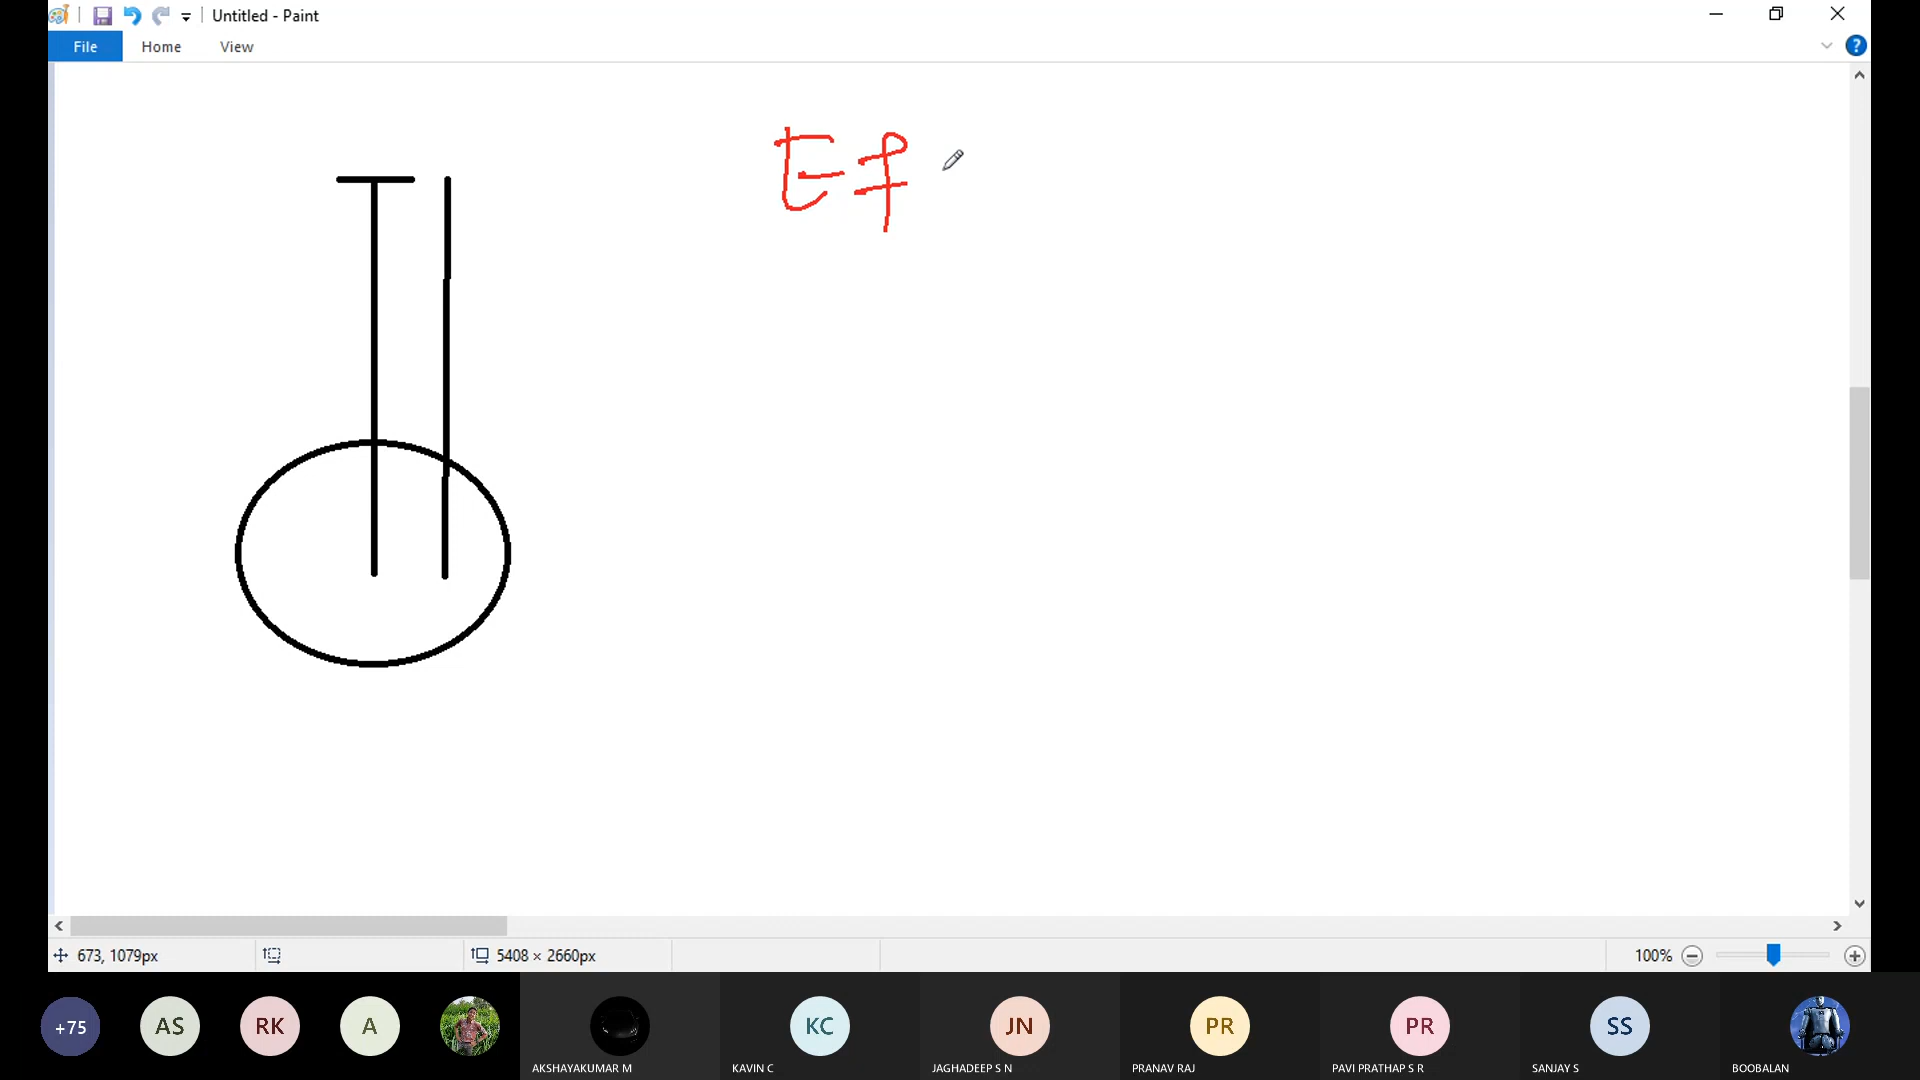 Untitled - Paint
File Home View
Ef
673, 1079px 5408 × 2660px 100%
+75 AS RK A KC JN PR PR SS
AKSHAYAKUMAR M KAVIN C JAGHADEEP S N PRANAV RAJ PAVI PRATHAP S R SANJAY S BOOBALAN